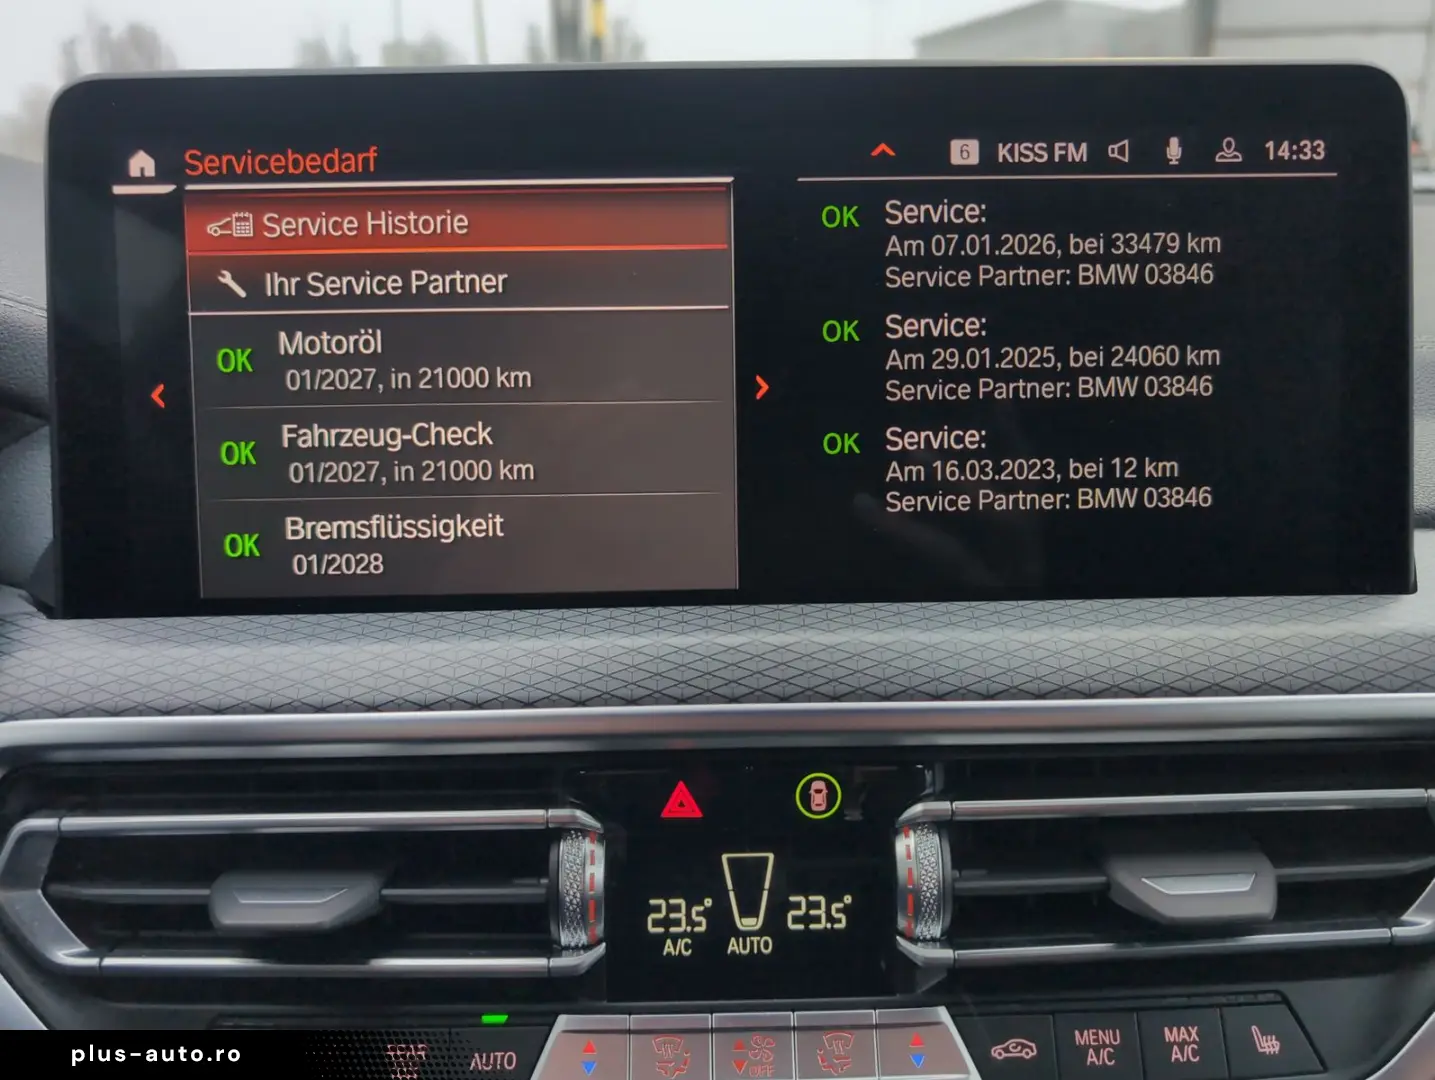 Servicebedarf
6 KISS FM 14:33
Service Historie
Ihr Service Partner
OK Motoröl
01/2027, in 21000 km
OK Fahrzeug-Check
01/2027, in 21000 km
OK Bremsflüssigkeit
01/2028
OK Service:
Am 07.01.2026, bei 33479 km
Service Partner: BMW 03846
OK Service:
Am 29.01.2025, bei 24060 km
Service Partner: BMW 03846
OK Service:
Am 16.03.2023, bei 12 km
Service Partner: BMW 03846
23.5° 23.5°
A/C AUTO
AUTO
OFF
MENU
A/C
MAX
A/C
plus-auto.ro